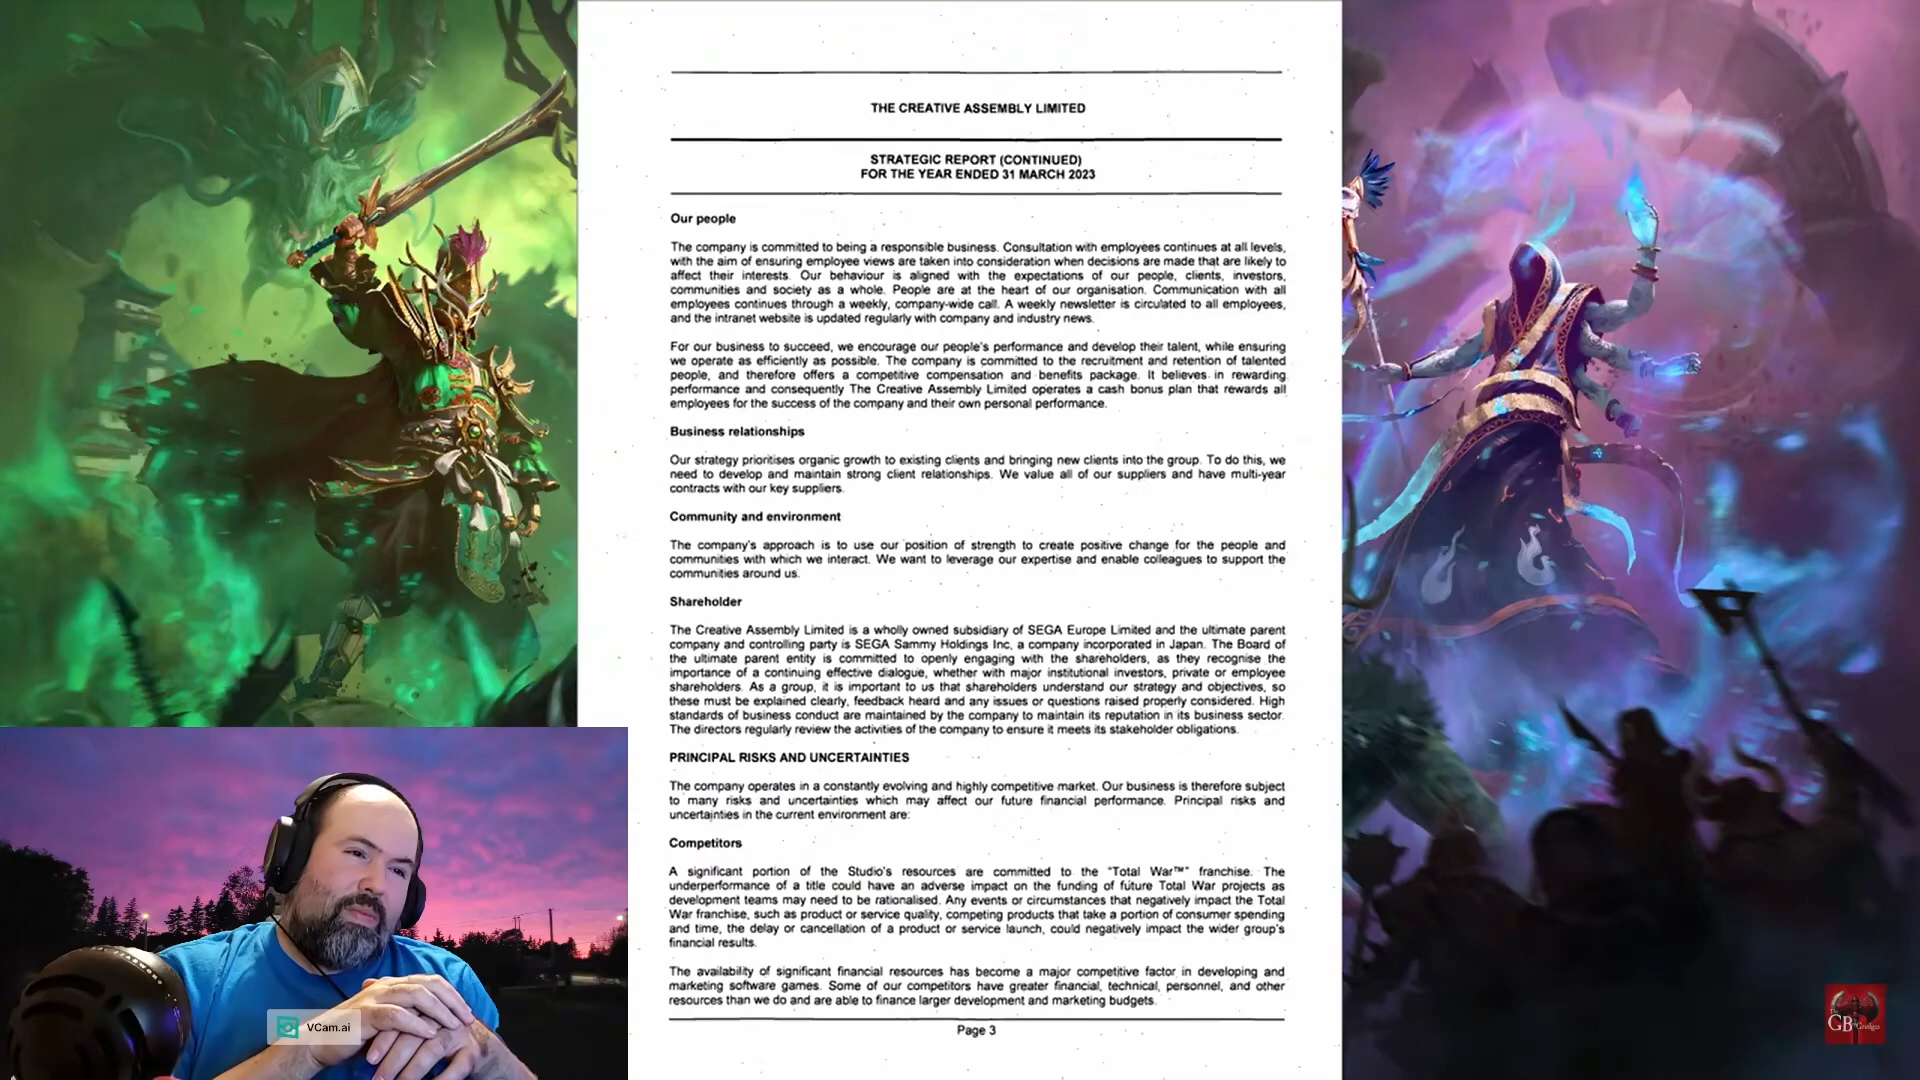 THE CREATIVE ASSEMBLY LIMITED
STRATEGIC REPORT (CONTINUED)
FOR THE YEAR ENDED 31 MARCH 2023
Our people
The company is committed to being a responsible business. Consultation with employees continues at all levels,
with the aim of ensuring employee views are taken into consideration when decisions are made that are likely to
affect their interests. Our behaviour is aligned with the expectations of our people, clients, investors,
communities and society as a whole. People are at the heart of our organisation. Communication with all
employees continues through a weekly, company-wide call. A weekly newsletter is circulated to all employees,
and the intranet website is updated regularly with company and industry news.
For our business to succeed, we encourage our people's performance and develop their talent, while ensuring
we operate as efficiently as possible. The company is committed to the recruitment and retention of talented
people, and therefore offers a competitive compensation and benefits package. It believes in rewarding
performance and consequently The Creative Assembly Limited operates a cash bonus plan that rewards all
employees for the success of the company and their own personal performance.
Business relationships
Our strategy prioritises organic growth to existing clients and bringing new clients into the group. To do this, we
need to develop and maintain strong client relationships. We value all of our suppliers and have multi-year
contracts with our key suppliers.
Community and environment
The company's approach is to use our position of strength to create positive change for the people and
communities with which we interact. We want to leverage our expertise and enable colleagues to support the
communities around us.
Shareholder
The Creative Assembly Limited is a wholly owned subsidiary of SEGA Europe Limited and the ultimate parent
company and controlling party is SEGA Sammy Holdings Inc, a company incorporated in Japan. The Board of
the ultimate parent entity is committed to openly engaging with the shareholders, as they recognise the
importance of a continuing effective dialogue, whether with major institutional investors, private or employee
shareholders. As a group, it is important to us that shareholders understand our strategy and objectives, so
these must be explained clearly, feedback heard and any issues or questions raised properly considered. High
standards of business conduct are maintained by the company to maintain its reputation in its business sector.
The directors regularly review the activities of the company to ensure it meets its stakeholder obligations.
PRINCIPAL RISKS AND UNCERTAINTIES
The company operates in a constantly evolving and highly competitive market. Our business is therefore subject
to many risks and uncertainties which may affect our future financial performance. Principal risks and
uncertainties in the current environment are:
Competitors
A significant portion of the Studio's resources are committed to the "Total War™" franchise. The
underperformance of a title could have an adverse impact on the funding of future Total War projects as
development teams may need to be rationalised. Any events or circumstances that negatively impact the Total
War franchise, such as product or service quality, competing products that take a portion of consumer spending
and time, the delay or cancellation of a product or service launch, could negatively impact the wider group's
financial results.
The availability of significant financial resources has become a major competitive factor in developing and
marketing software games. Some of our competitors have greater financial, technical, personnel, and other
resources than we do and are able to finance larger development and marketing budgets.
Page 3
VCam.ai
GB